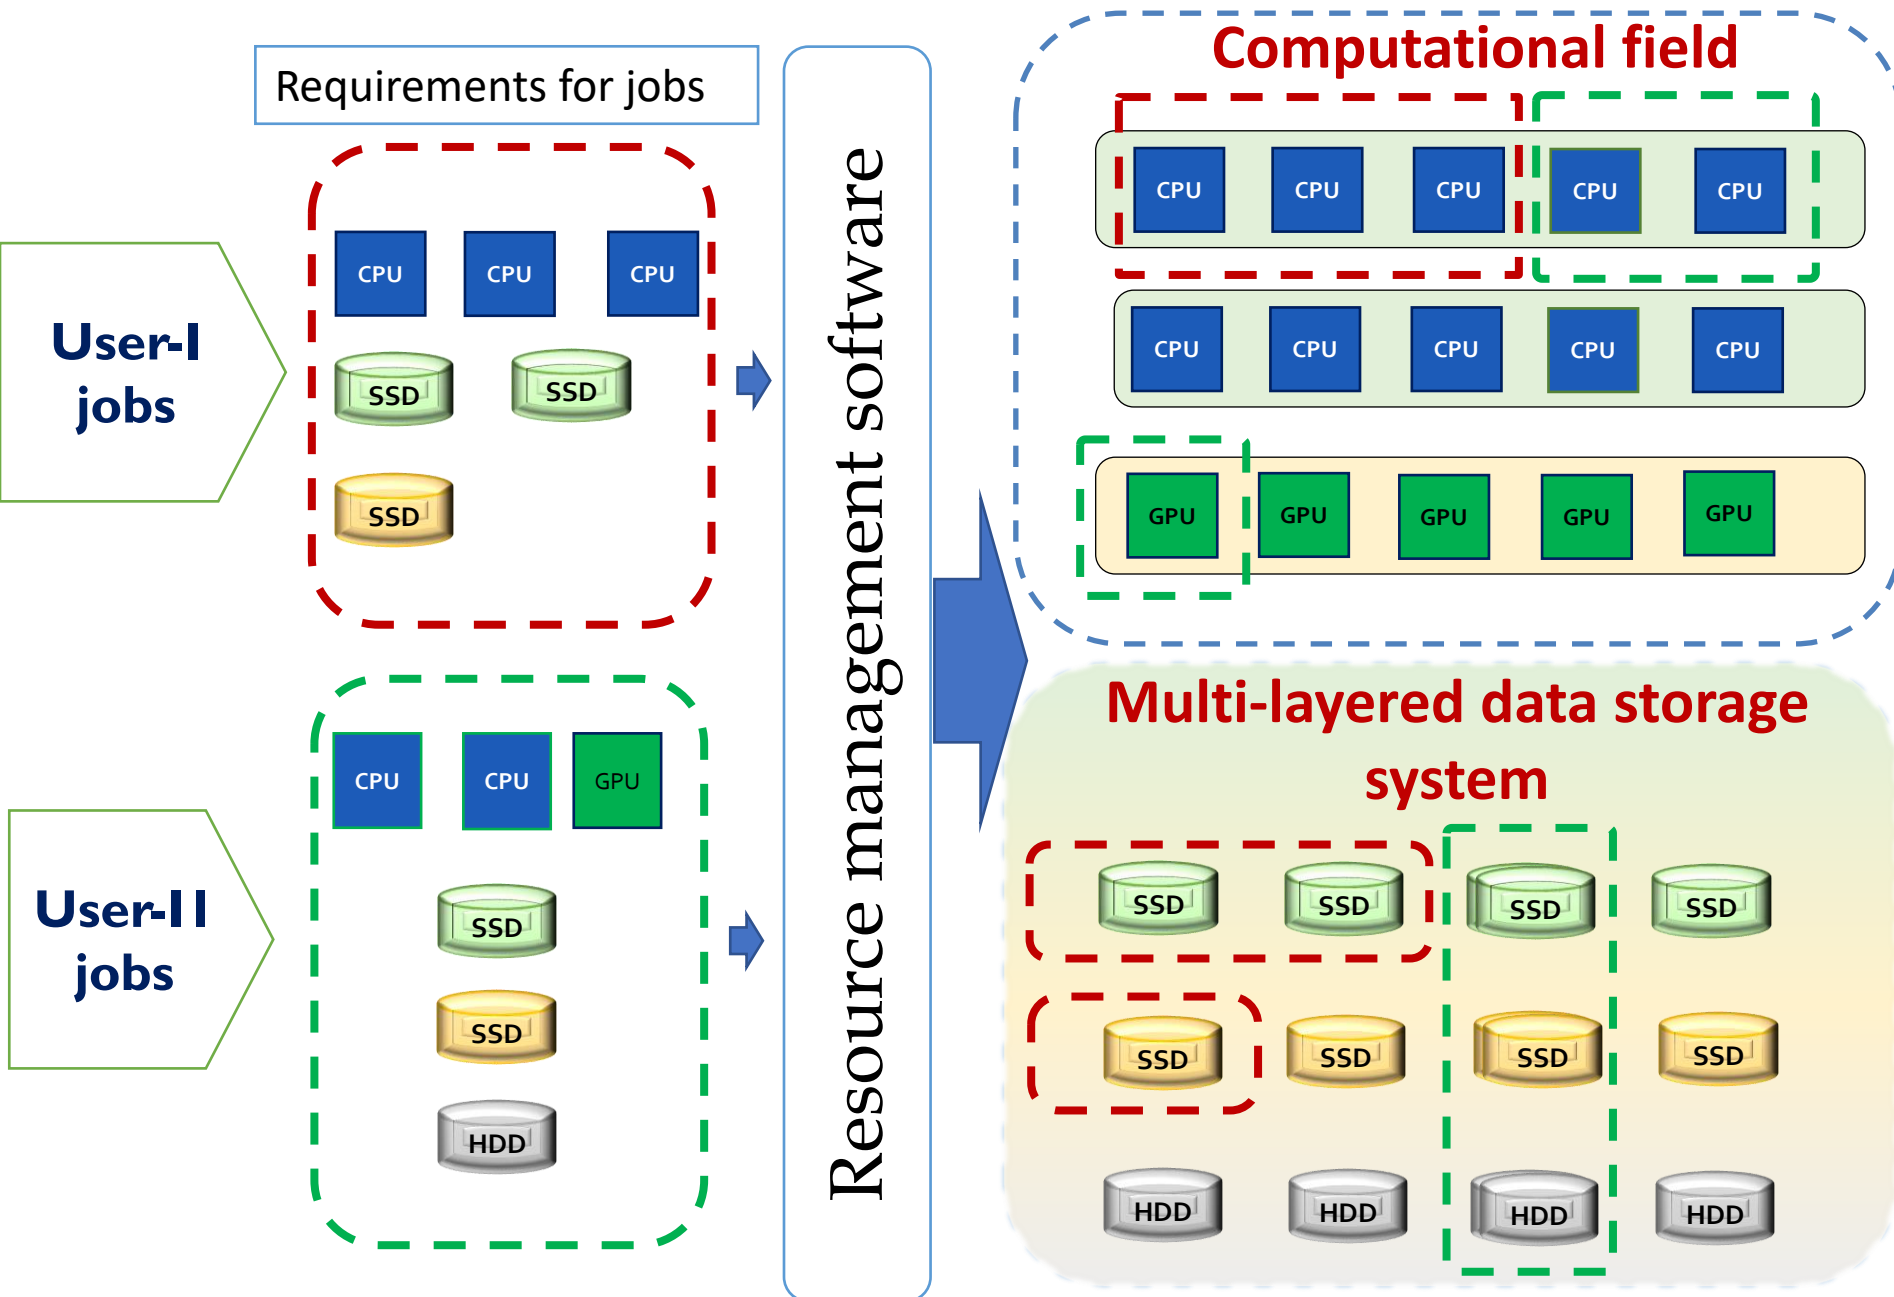 Requirements for jobs
User-I
jobs
CPU CPU CPU
SSD SSD
SSD
User-II
jobs
CPU CPU GPU
SSD
SSD
HDD
Resource management software
Computational field
CPU CPU CPU CPU CPU
CPU CPU CPU CPU CPU
GPU GPU GPU GPU GPU
Multi-layered data storage
system
SSD SSD SSD SSD
SSD SSD SSD SSD
HDD HDD HDD HDD